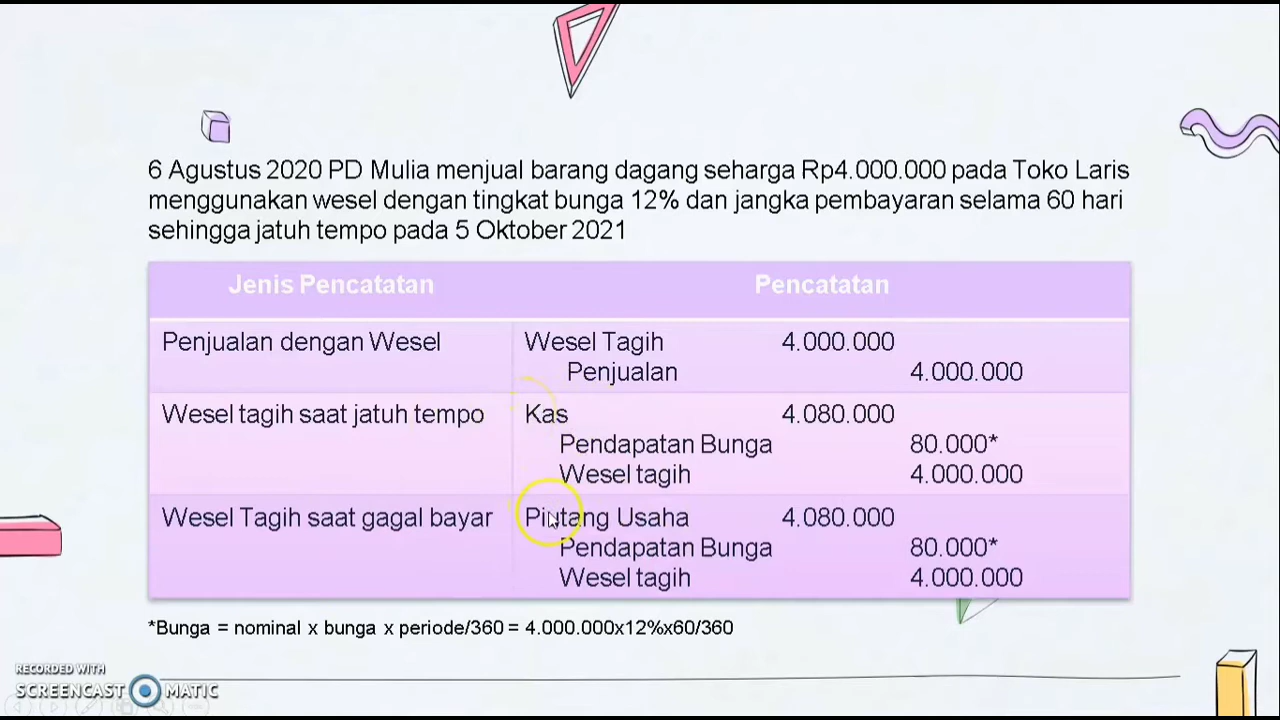 6 Agustus 2020 PD Mulia menjual barang dagang seharga Rp4.000.000 pada Toko Laris
menggunakan wesel dengan tingkat bunga 12% dan jangka pembayaran selama 60 hari
sehingga jatuh tempo pada 5 Oktober 2021
Jenis Pencatatan Pencatatan
Penjualan dengan Wesel Wesel Tagih 4.000.000
Penjualan 4.000.000
Wesel tagih saat jatuh tempo Kas 4.080.000
Pendapatan Bunga 80.000*
Wesel tagih 4.000.000
Wesel Tagih saat gagal bayar Piutang Usaha 4.080.000
Pendapatan Bunga 80.000*
Wesel tagih 4.000.000
*Bunga = nominal x bunga x periode/360 = 4.000.000x12%x60/360
RECORDED WITH
SCREENCAST MATIC